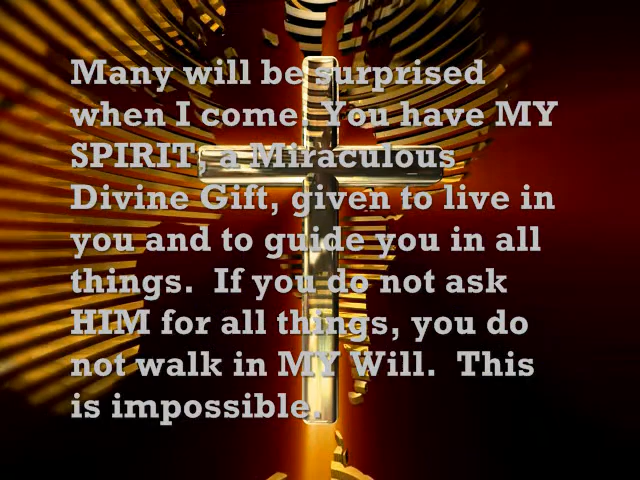 Many will be surprised
when I come. You have MY
SPIRIT, a Miraculous
Divine Gift, given to live in
you and to guide you in all
things.  If you do not ask
HIM for all things, you do
not walk in MY Will.  This
is impossible.